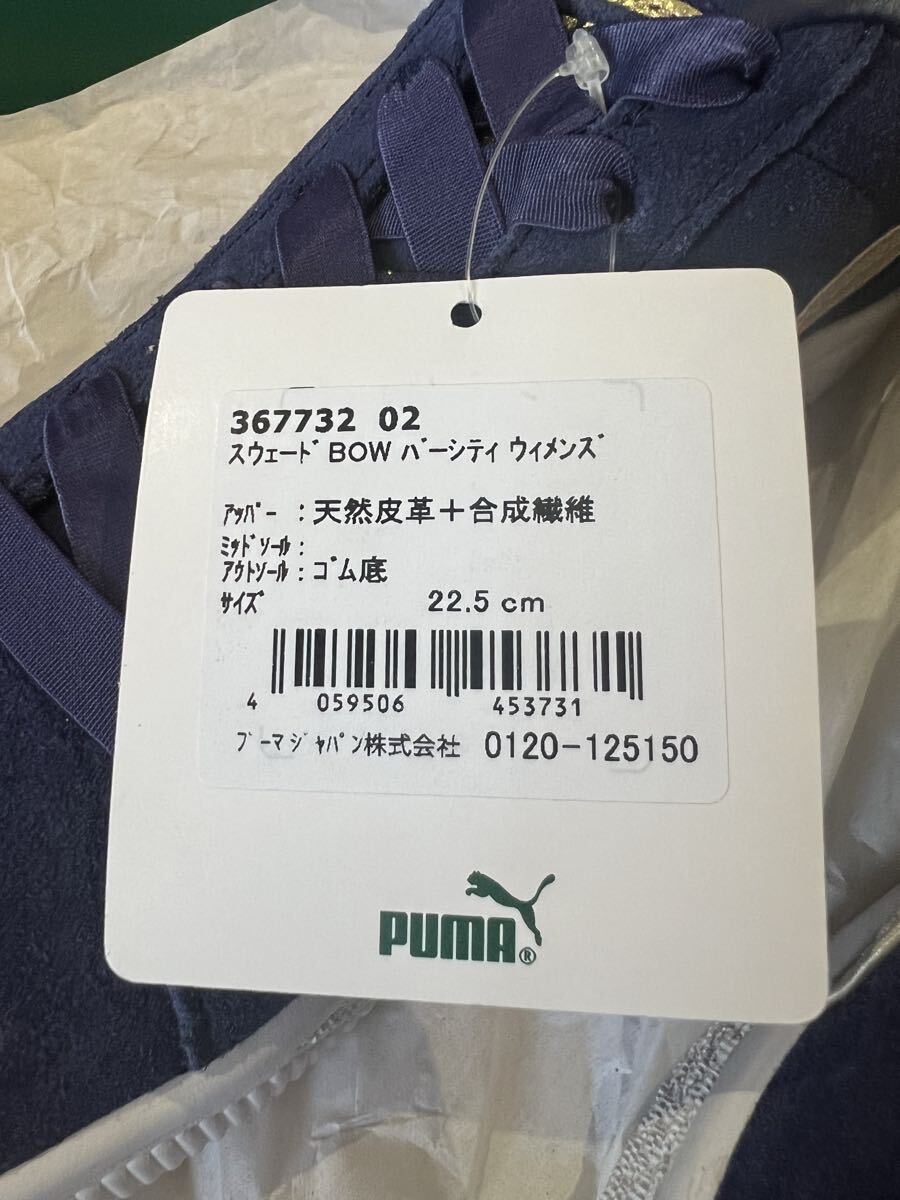 367732 02
スウェードBOW バーシティ ウィメンズ
ｱｯﾊﾟｰ : 天然皮革＋合成繊維
ﾐｯﾄﾞｿｰﾙ :
ｱｳﾄｿｰﾙ : ゴム底
ｻｲｽﾞ 22.5 cm
4 059506 453731
ﾌﾟｰﾏｼﾞｬﾊﾟﾝ株式会社 0120-125150
PUMA®